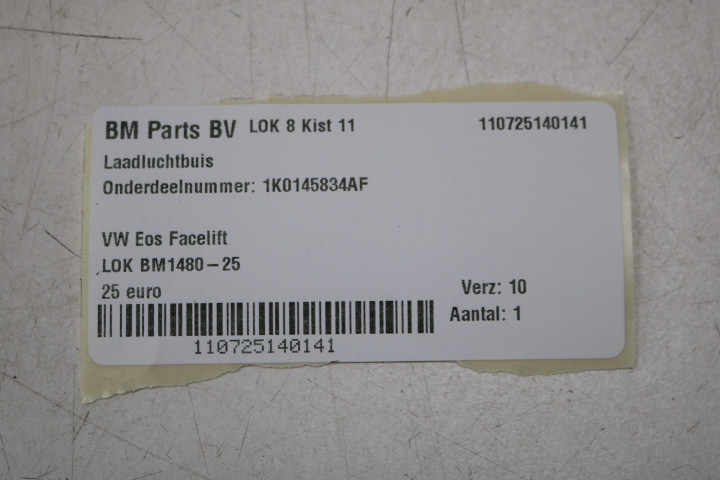 BM Parts BV LOK 8 Kist 11 110725140141
Laadluchtbuis
Onderdeelnummer: 1K0145834AF
VW Eos Facelift
LOK BM1480-25
25 euro Verz: 10
Aantal: 1
110725140141